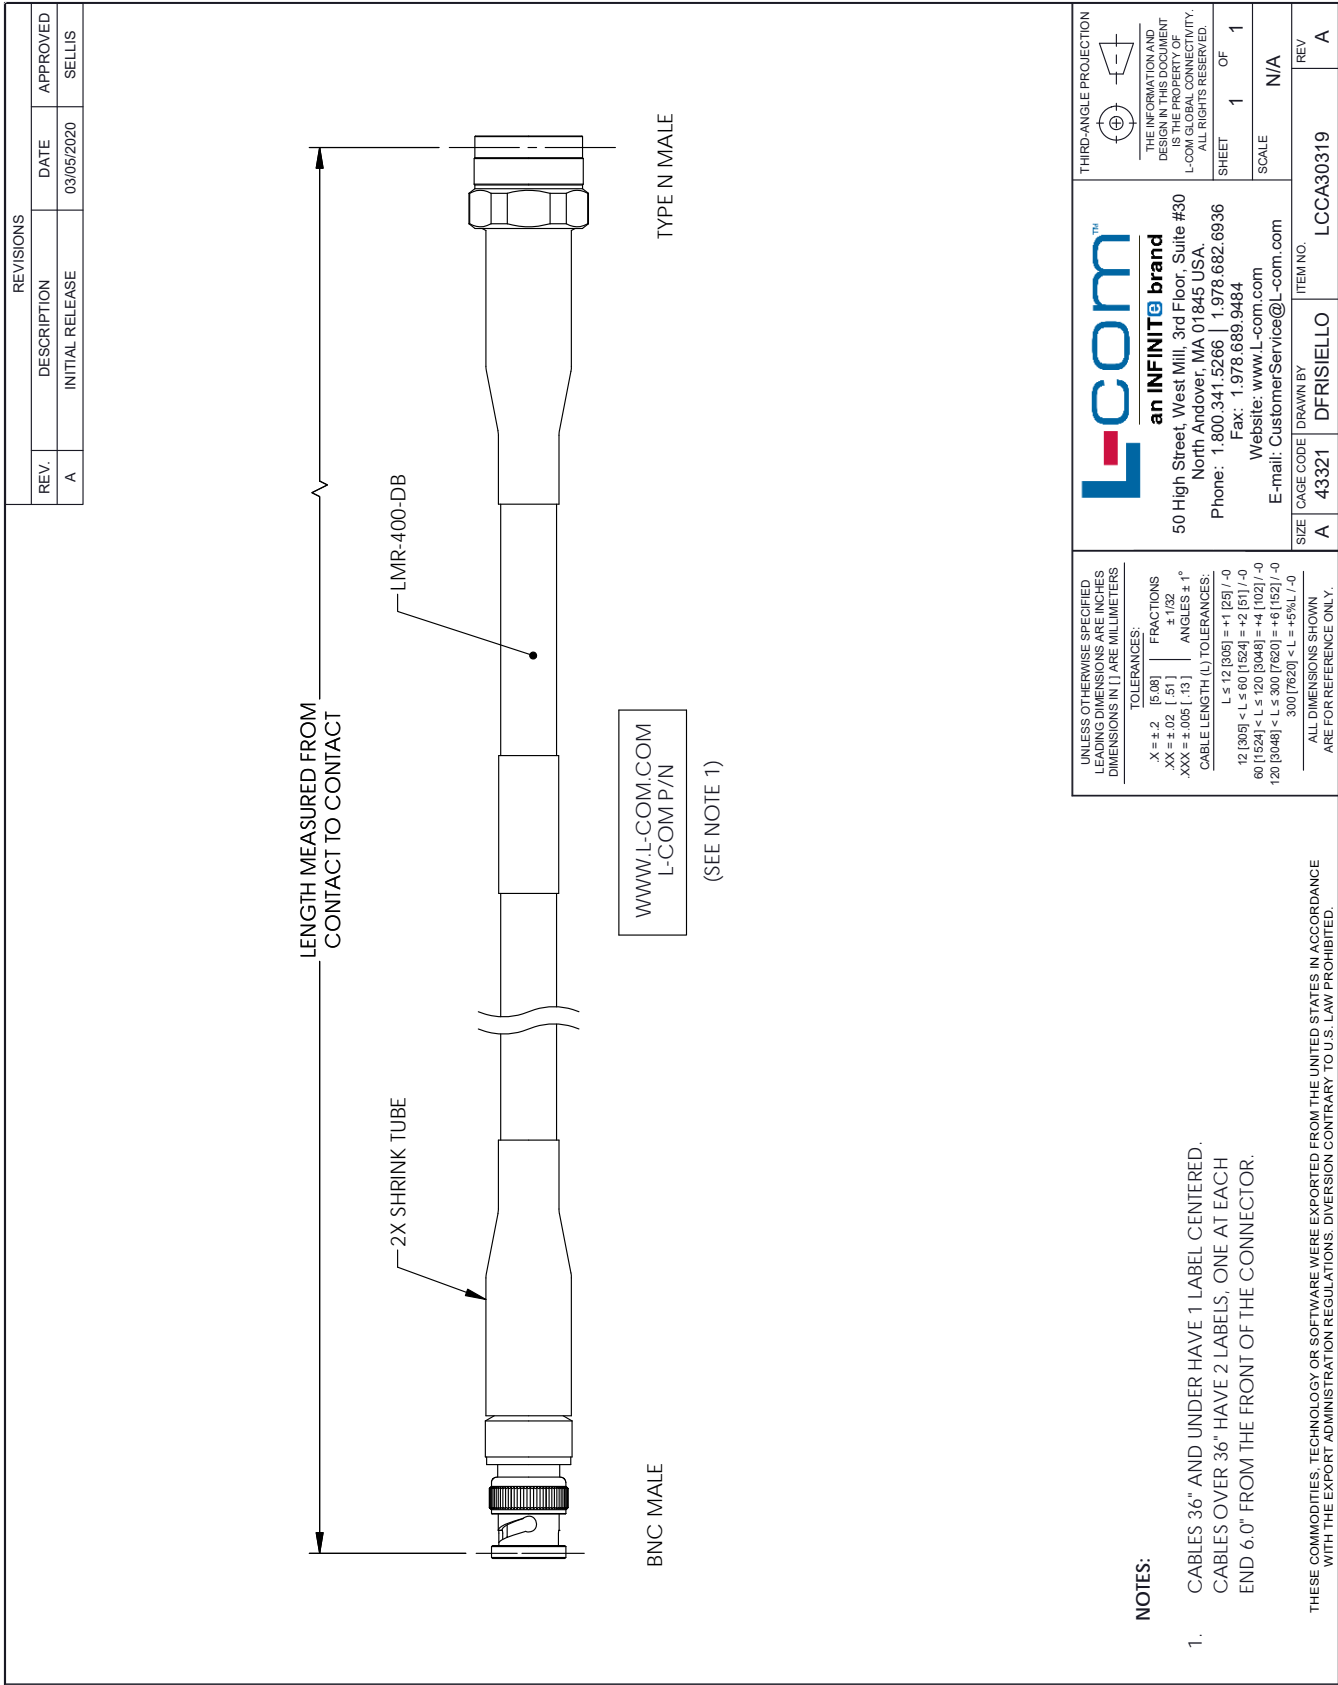 REVISIONS
REV.
DESCRIPTION
DATE
APPROVED
A
INITIAL RELEASE
03/05/2020
SELLIS
LENGTH MEASURED FROM
CONTACT TO CONTACT
2X SHRINK TUBE
LMR-400-DB
BNC MALE
WWW.L-COM.COM
L-COM P/N
(SEE NOTE 1)
TYPE N MALE
NOTES:
1. CABLES 36" AND UNDER HAVE 1 LABEL CENTERED.
CABLES OVER 36" HAVE 2 LABELS, ONE AT EACH
END 6.0" FROM THE FRONT OF THE CONNECTOR.
THESE COMMODITIES, TECHNOLOGY OR SOFTWARE WERE EXPORTED FROM THE UNITED STATES IN ACCORDANCE
WITH THE EXPORT ADMINISTRATION REGULATIONS. DIVERSION CONTRARY TO U.S. LAW PROHIBITED.
UNLESS OTHERWISE SPECIFIED
LEADING DIMENSIONS ARE INCHES
DIMENSIONS IN [ ] ARE MILLIMETERS
TOLERANCES:
.X = ± .2 [5.08] FRACTIONS
.XX = ± .02 [ .51 ] ± 1/32
.XXX = ± .005 [ .13 ] ANGLES ± 1°
CABLE LENGTH (L) TOLERANCES:
L ≤ 12 [305] = +1 [25] / -0
12 [305] < L ≤ 60 [1524] = +2 [51] / -0
60 [1524] < L ≤ 120 [3048] = +4 [102] / -0
120 [3048] < L ≤ 300 [7620] = +6 [152] / -0
300 [7620] < L = +5%L / -0
ALL DIMENSIONS SHOWN
ARE FOR REFERENCE ONLY.
L-com™
an INFINITe brand
50 High Street, West Mill, 3rd Floor, Suite #30
North Andover, MA 01845 USA.
Phone: 1.800.341.5266 | 1.978.682.6936
Fax: 1.978.689.9484
Website: www.L-com.com
E-mail: CustomerService@L-com.com
THIRD-ANGLE PROJECTION
THE INFORMATION AND
DESIGN IN THIS DOCUMENT
IS THE PROPERTY OF
L-COM GLOBAL CONNECTIVITY.
ALL RIGHTS RESERVED.
SHEET 1 OF 1
SCALE N/A
SIZE A
CAGE CODE 43321
DRAWN BY DFRISIELLO
ITEM NO. LCCA30319
REV A